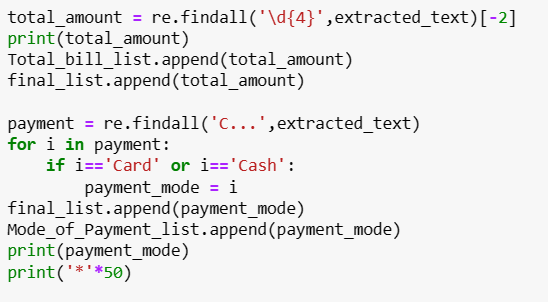 total_amount = re.findall('\d{4}',extracted_text)[-2]
print(total_amount)
Total_bill_list.append(total_amount)
final_list.append(total_amount)

payment = re.findall('C...',extracted_text)
for i in payment:
    if i=='Card' or i=='Cash':
        payment_mode = i
final_list.append(payment_mode)
Mode_of_Payment_list.append(payment_mode)
print(payment_mode)
print('*'*50)